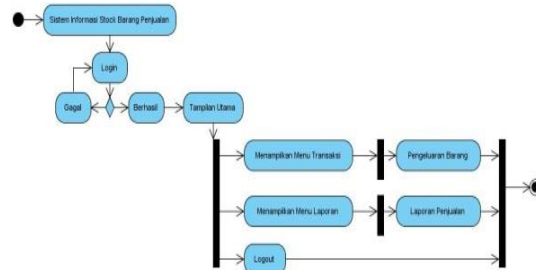 Sistem Informasi Stock Barang Penjualan
Login
Gagal
Berhasil
Tampilan Utama
Menampilkan Menu Transaksi
Pengeluaran Barang
Menampilkan Menu Laporan
Laporan Penjualan
Logout